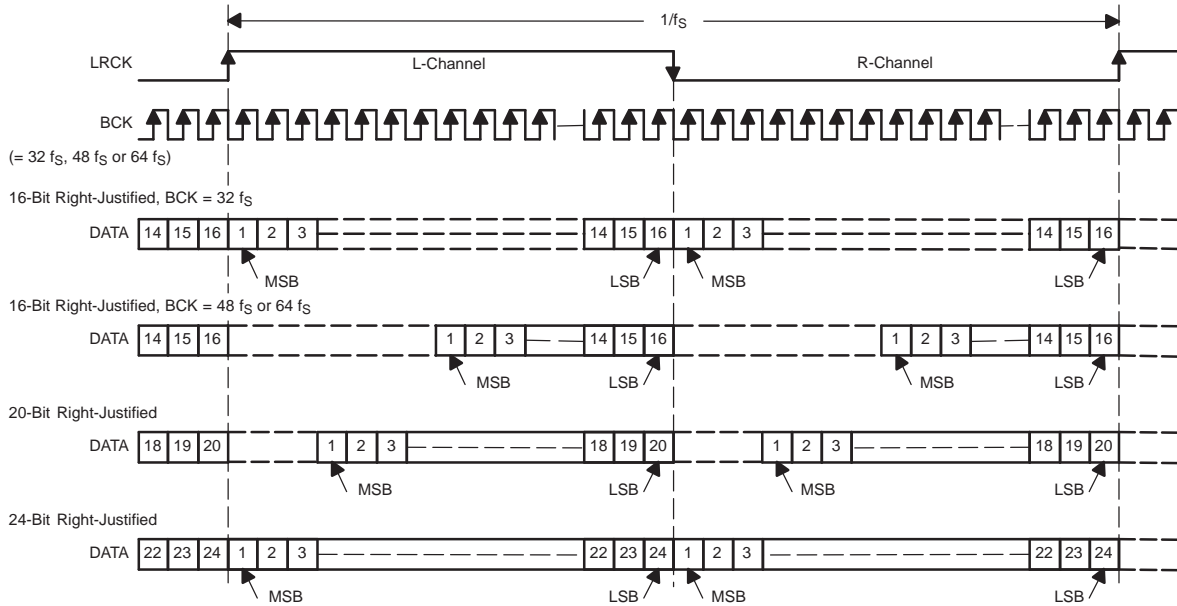 1/fS
LRCK L-Channel R-Channel
BCK
(= 32 fS, 48 fS or 64 fS)
16-Bit Right-Justified, BCK = 32 fS
DATA 14 15 16 1 2 3 14 15 16 1 2 3 14 15 16
MSB LSB MSB LSB
16-Bit Right-Justified, BCK = 48 fS or 64 fS
DATA 14 15 16 1 2 3 14 15 16 1 2 3 14 15 16
MSB LSB MSB LSB
20-Bit Right-Justified
DATA 18 19 20 1 2 3 18 19 20 1 2 3 18 19 20
MSB LSB MSB LSB
24-Bit Right-Justified
DATA 22 23 24 1 2 3 22 23 24 1 2 3 22 23 24
MSB LSB MSB LSB